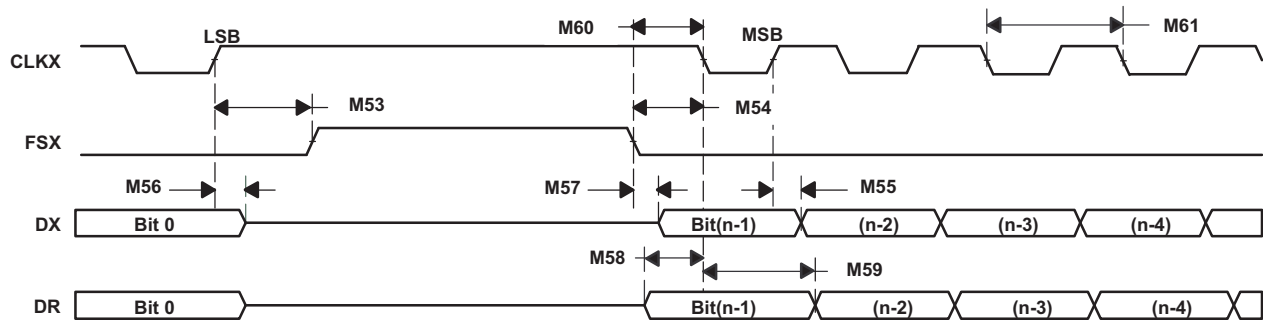 LSB
M60
MSB
M61
CLKX
M53
M54
FSX
M56
M57
M55
DX
Bit 0
Bit(n-1)
(n-2)
(n-3)
(n-4)
M58
M59
DR
Bit 0
Bit(n-1)
(n-2)
(n-3)
(n-4)